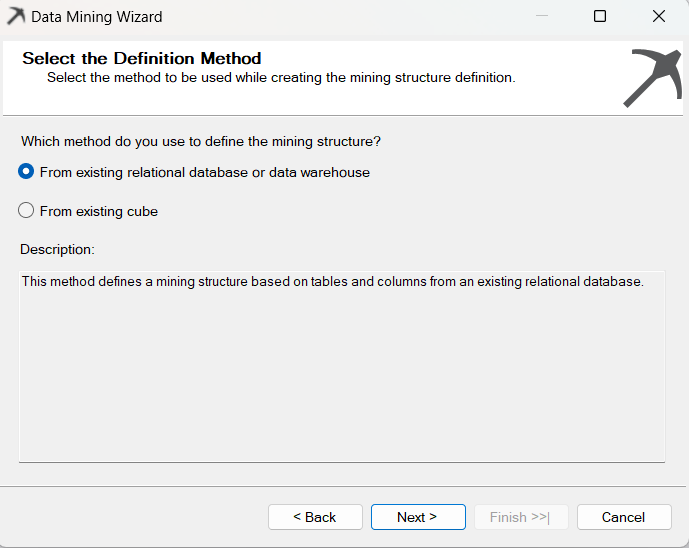 Data Mining Wizard
Select the Definition Method
Select the method to be used while creating the mining structure definition.
Which method do you use to define the mining structure?
From existing relational database or data warehouse
From existing cube
Description:
This method defines a mining structure based on tables and columns from an existing relational database.
< Back
Next >
Finish >>|
Cancel